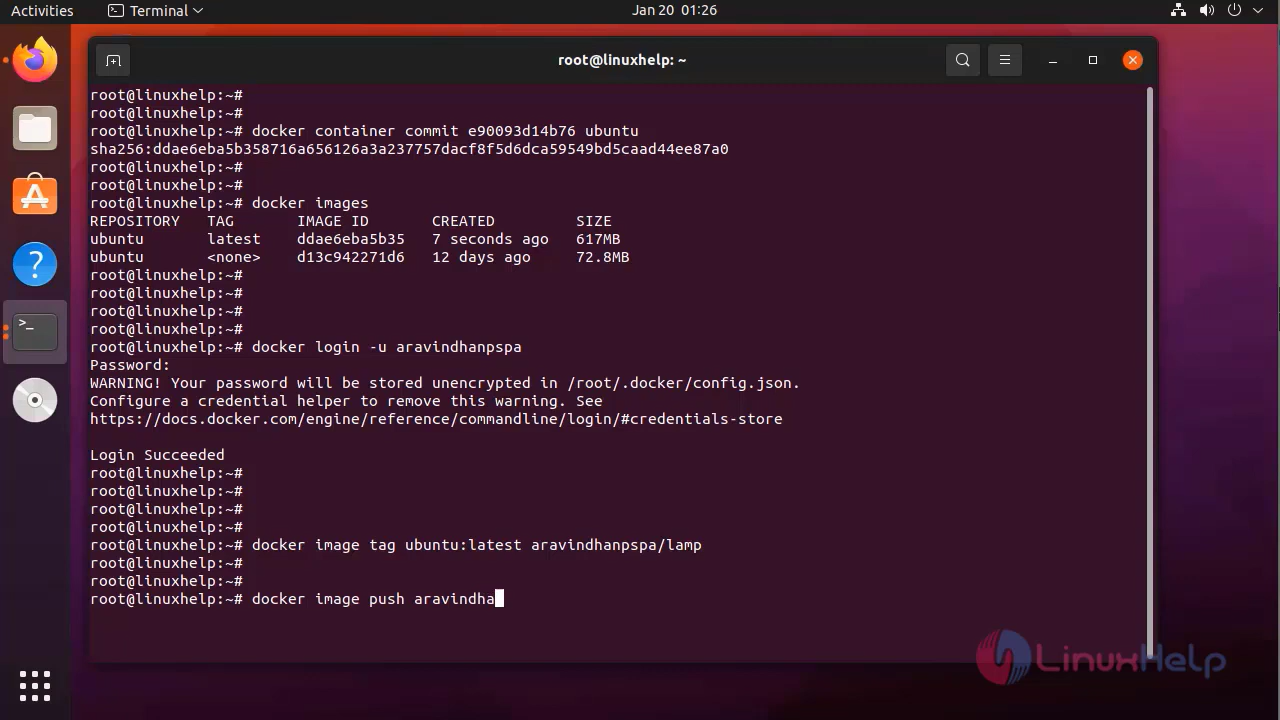 Activities
Terminal
Jan 20 01:26
root@linuxhelp: ~
root@linuxhelp:~#
root@linuxhelp:~#
root@linuxhelp:~# docker container commit e90093d14b76 ubuntu
sha256:ddae6eba5b358716a656126a3a237757dacf8f5d6dca59549bd5caad44ee87a0
root@linuxhelp:~#
root@linuxhelp:~#
root@linuxhelp:~# docker images
REPOSITORY TAG IMAGE ID CREATED SIZE
ubuntu latest ddae6eba5b35 7 seconds ago 617MB
ubuntu <none> d13c942271d6 12 days ago 72.8MB
root@linuxhelp:~#
root@linuxhelp:~#
root@linuxhelp:~#
root@linuxhelp:~#
root@linuxhelp:~# docker login -u aravindhanpspa
Password:
WARNING! Your password will be stored unencrypted in /root/.docker/config.json.
Configure a credential helper to remove this warning. See
https://docs.docker.com/engine/reference/commandline/login/#credentials-store
Login Succeeded
root@linuxhelp:~#
root@linuxhelp:~#
root@linuxhelp:~#
root@linuxhelp:~#
root@linuxhelp:~# docker image tag ubuntu:latest aravindhanpspa/lamp
root@linuxhelp:~#
root@linuxhelp:~#
root@linuxhelp:~# docker image push aravindha
LinuxHelp